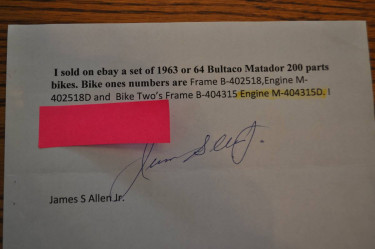 I sold on ebay a set of 1963 or 64 Bultaco Matador 200 parts
bikes. Bike ones numbers are Frame B-402518,Engine M-
402518D and Bike Two's Frame B-404315 Engine M-404315D. I
James S Allen Jr.